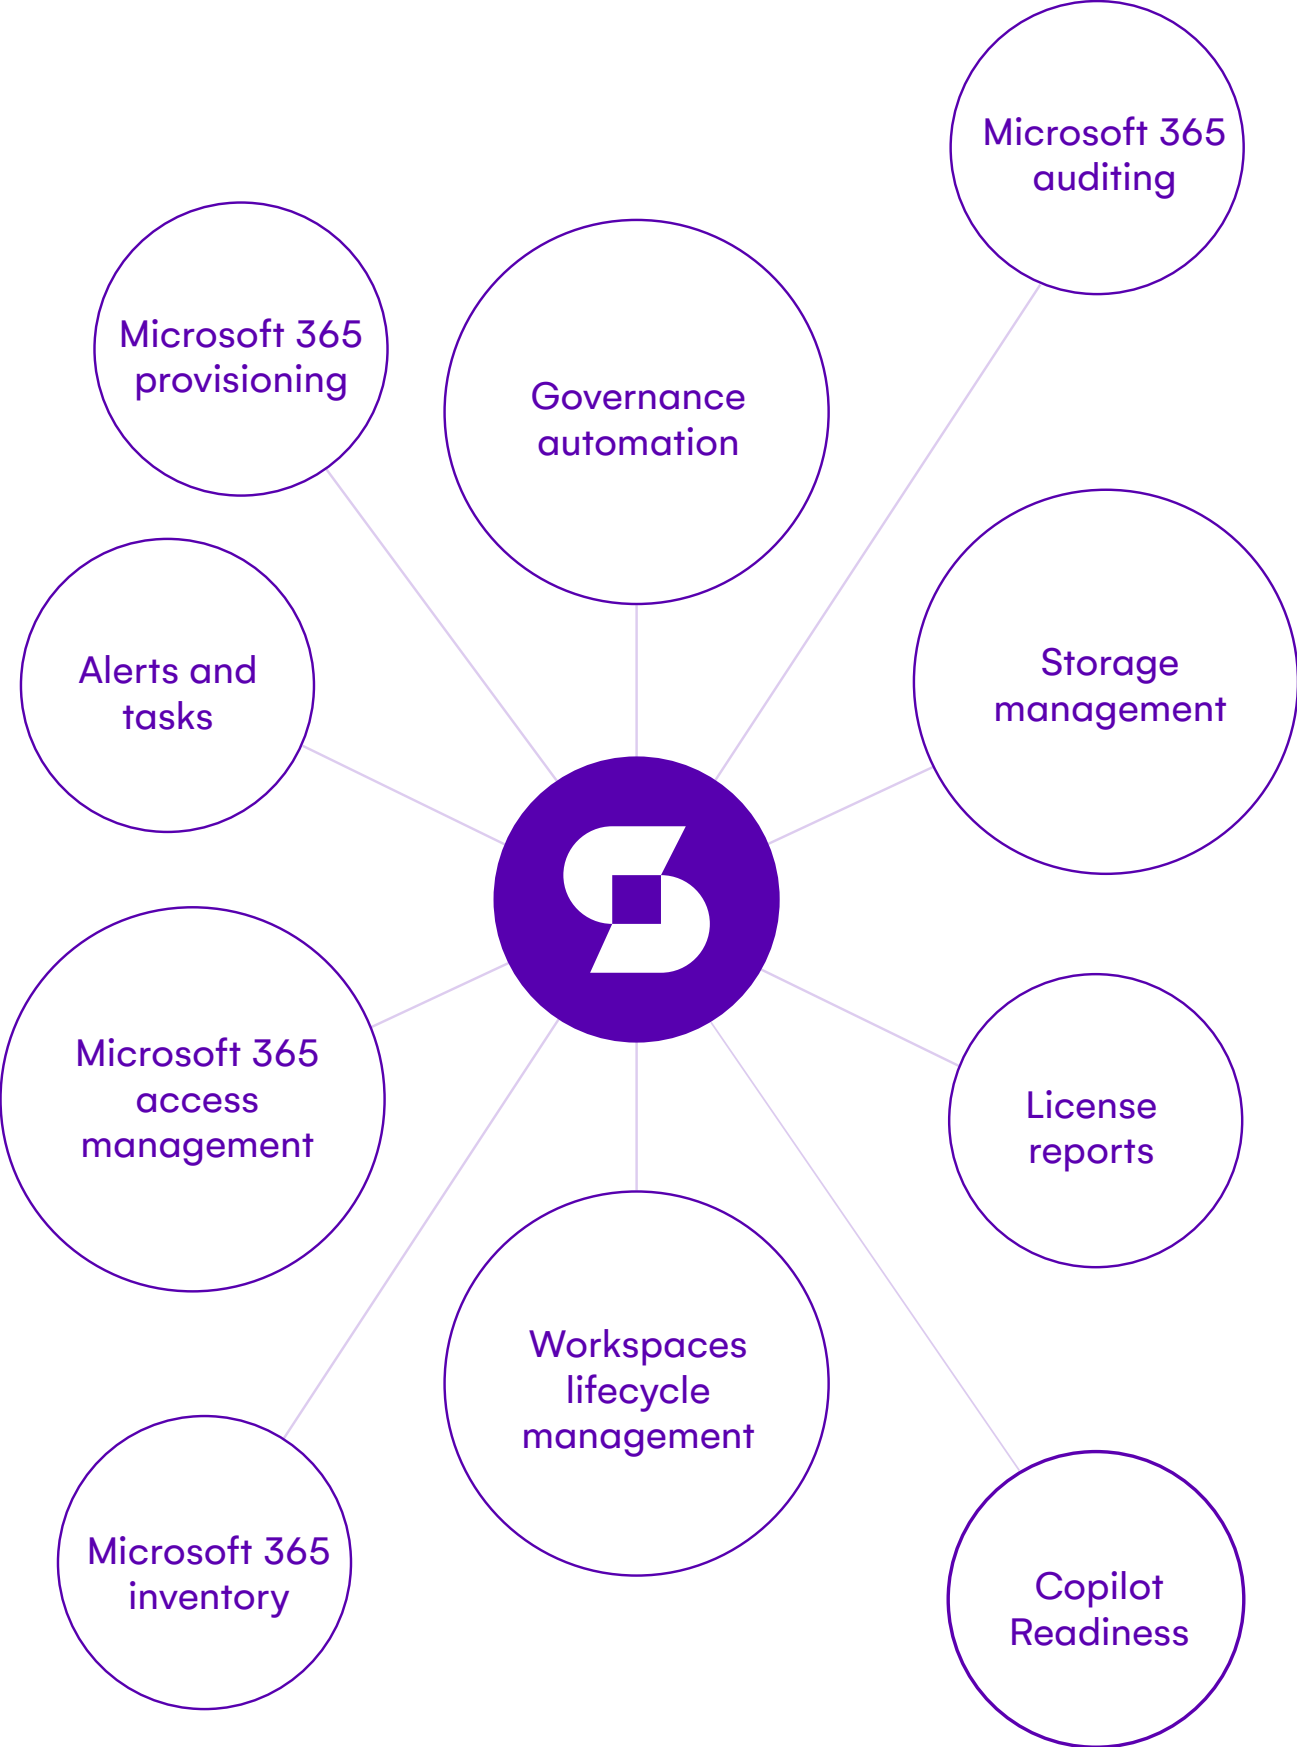 Microsoft 365
auditing
Microsoft 365
provisioning
Governance
automation
Storage
management
Alerts and
tasks
Microsoft 365
access
management
License
reports
Workspaces
lifecycle
management
Microsoft 365
inventory
Copilot
Readiness